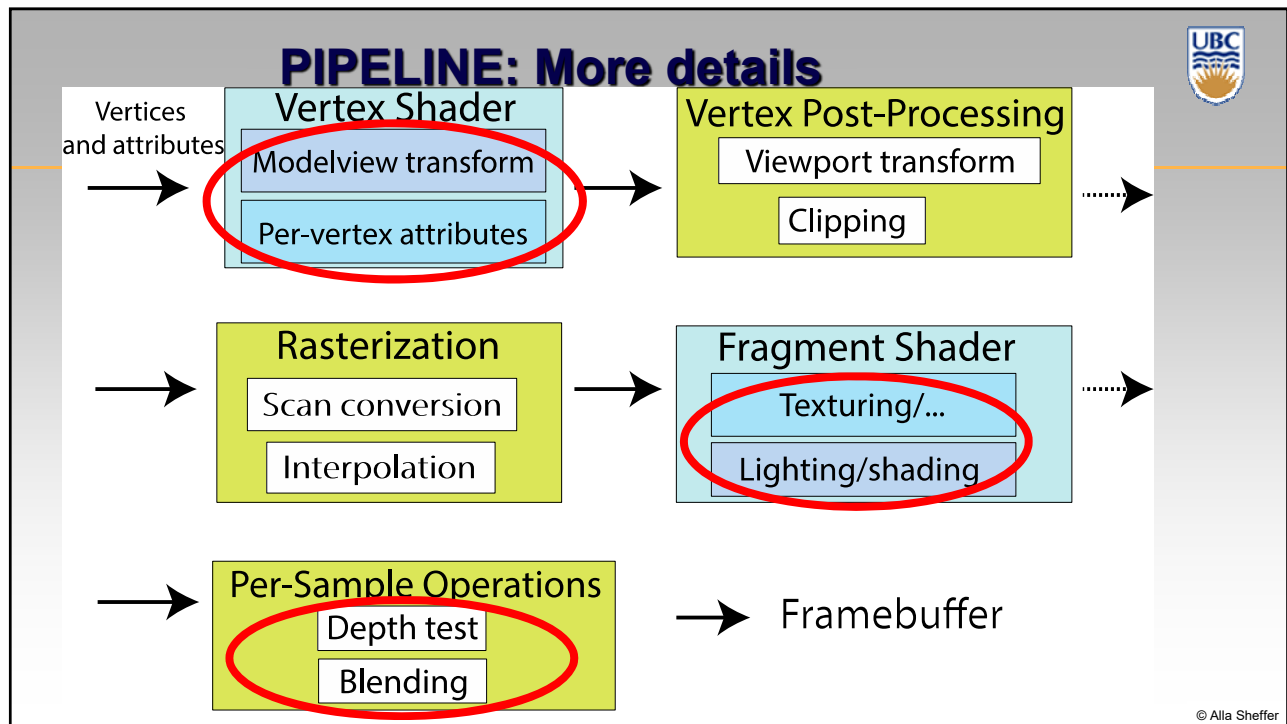 PIPELINE: More details
UBC
Vertices
and attributes
Vertex Shader
Modelview transform
Per-vertex attributes
Vertex Post-Processing
Viewport transform
Clipping
Rasterization
Scan conversion
Interpolation
Fragment Shader
Texturing/...
Lighting/shading
Per-Sample Operations
Depth test
Blending
Framebuffer
© Alla Sheffer